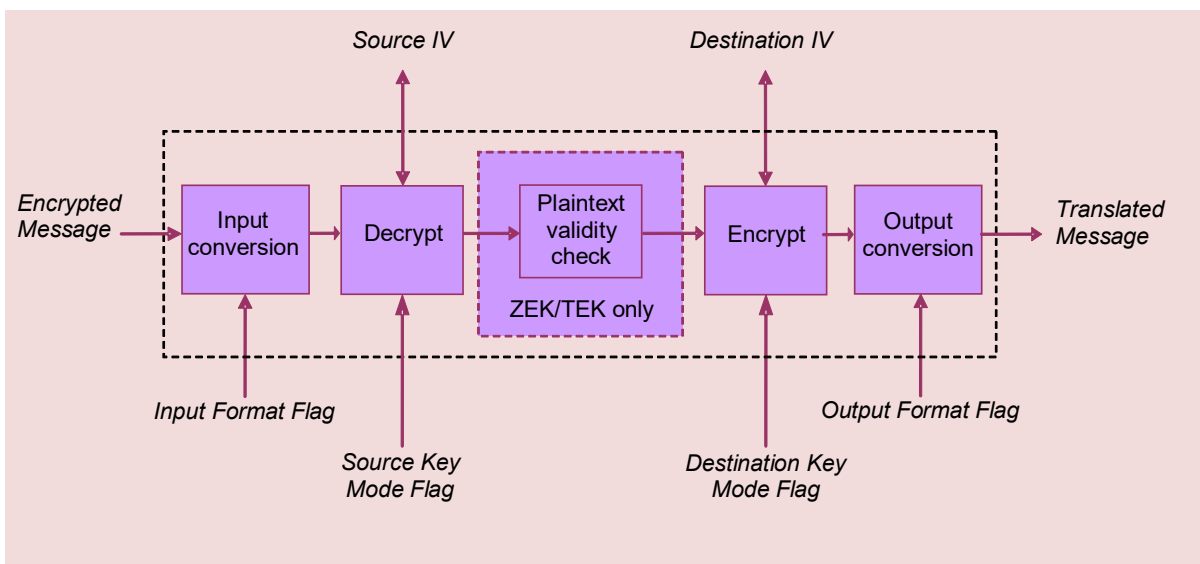 Source IV
Destination IV
Encrypted
Message
Input
conversion
Decrypt
Plaintext
validity
check
ZEK/TEK only
Encrypt
Output
conversion
Translated
Message
Input Format Flag
Output Format Flag
Source Key
Mode Flag
Destination Key
Mode Flag